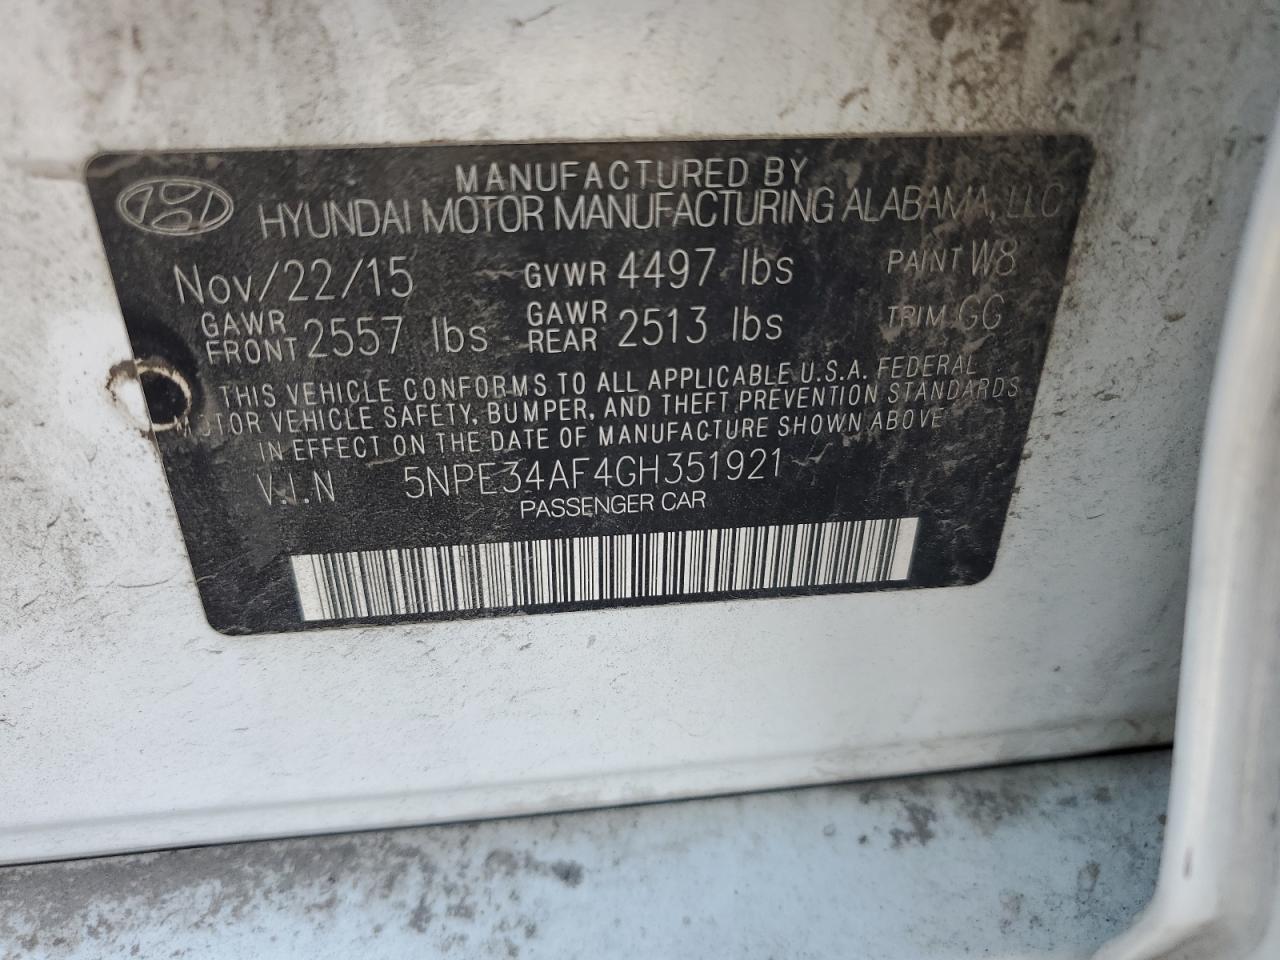 MANUFACTURED BY
HYUNDAI MOTOR MANUFACTURING ALABAMA, LLC
Nov/22/15 GVWR 4497 lbs PAINT W8
GAWR FRONT 2557 lbs GAWR REAR 2513 lbs TRIM GG
THIS VEHICLE CONFORMS TO ALL APPLICABLE U.S.A. FEDERAL
TOR VEHICLE SAFETY, BUMPER, AND THEFT PREVENTION STANDARDS
IN EFFECT ON THE DATE OF MANUFACTURE SHOWN ABOVE
V.I.N 5NPE34AF4GH351921
PASSENGER CAR